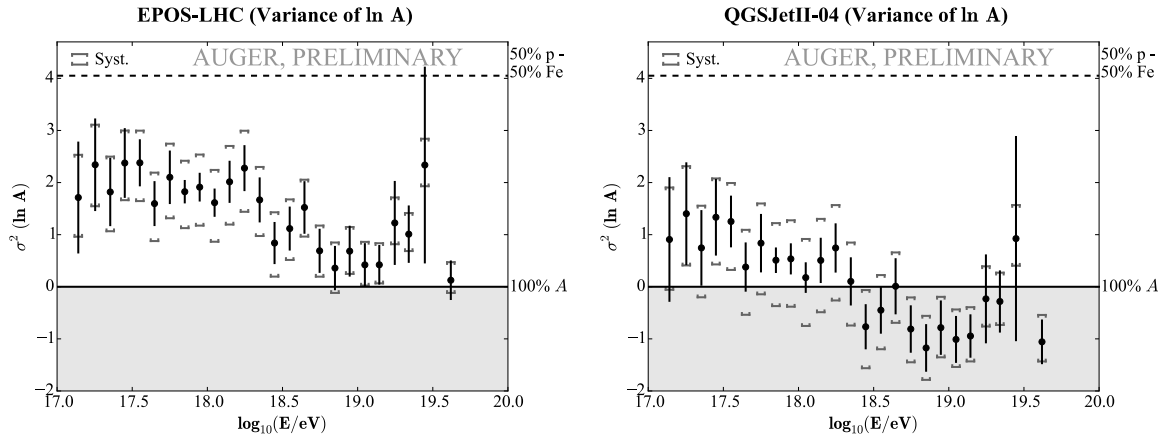 EPOS-LHC (Variance of ln A)
Syst.
AUGER, PRELIMINARY
50% p -
50% Fe
4
3
2
1
0
−1
−2
σ² (ln A)
100% A
17.0 17.5 18.0 18.5 19.0 19.5 20.0
log₁₀(E/eV)
QGSJetII-04 (Variance of ln A)
Syst.
AUGER, PRELIMINARY
50% p -
50% Fe
4
3
2
1
0
−1
−2
σ² (ln A)
100% A
17.0 17.5 18.0 18.5 19.0 19.5 20.0
log₁₀(E/eV)